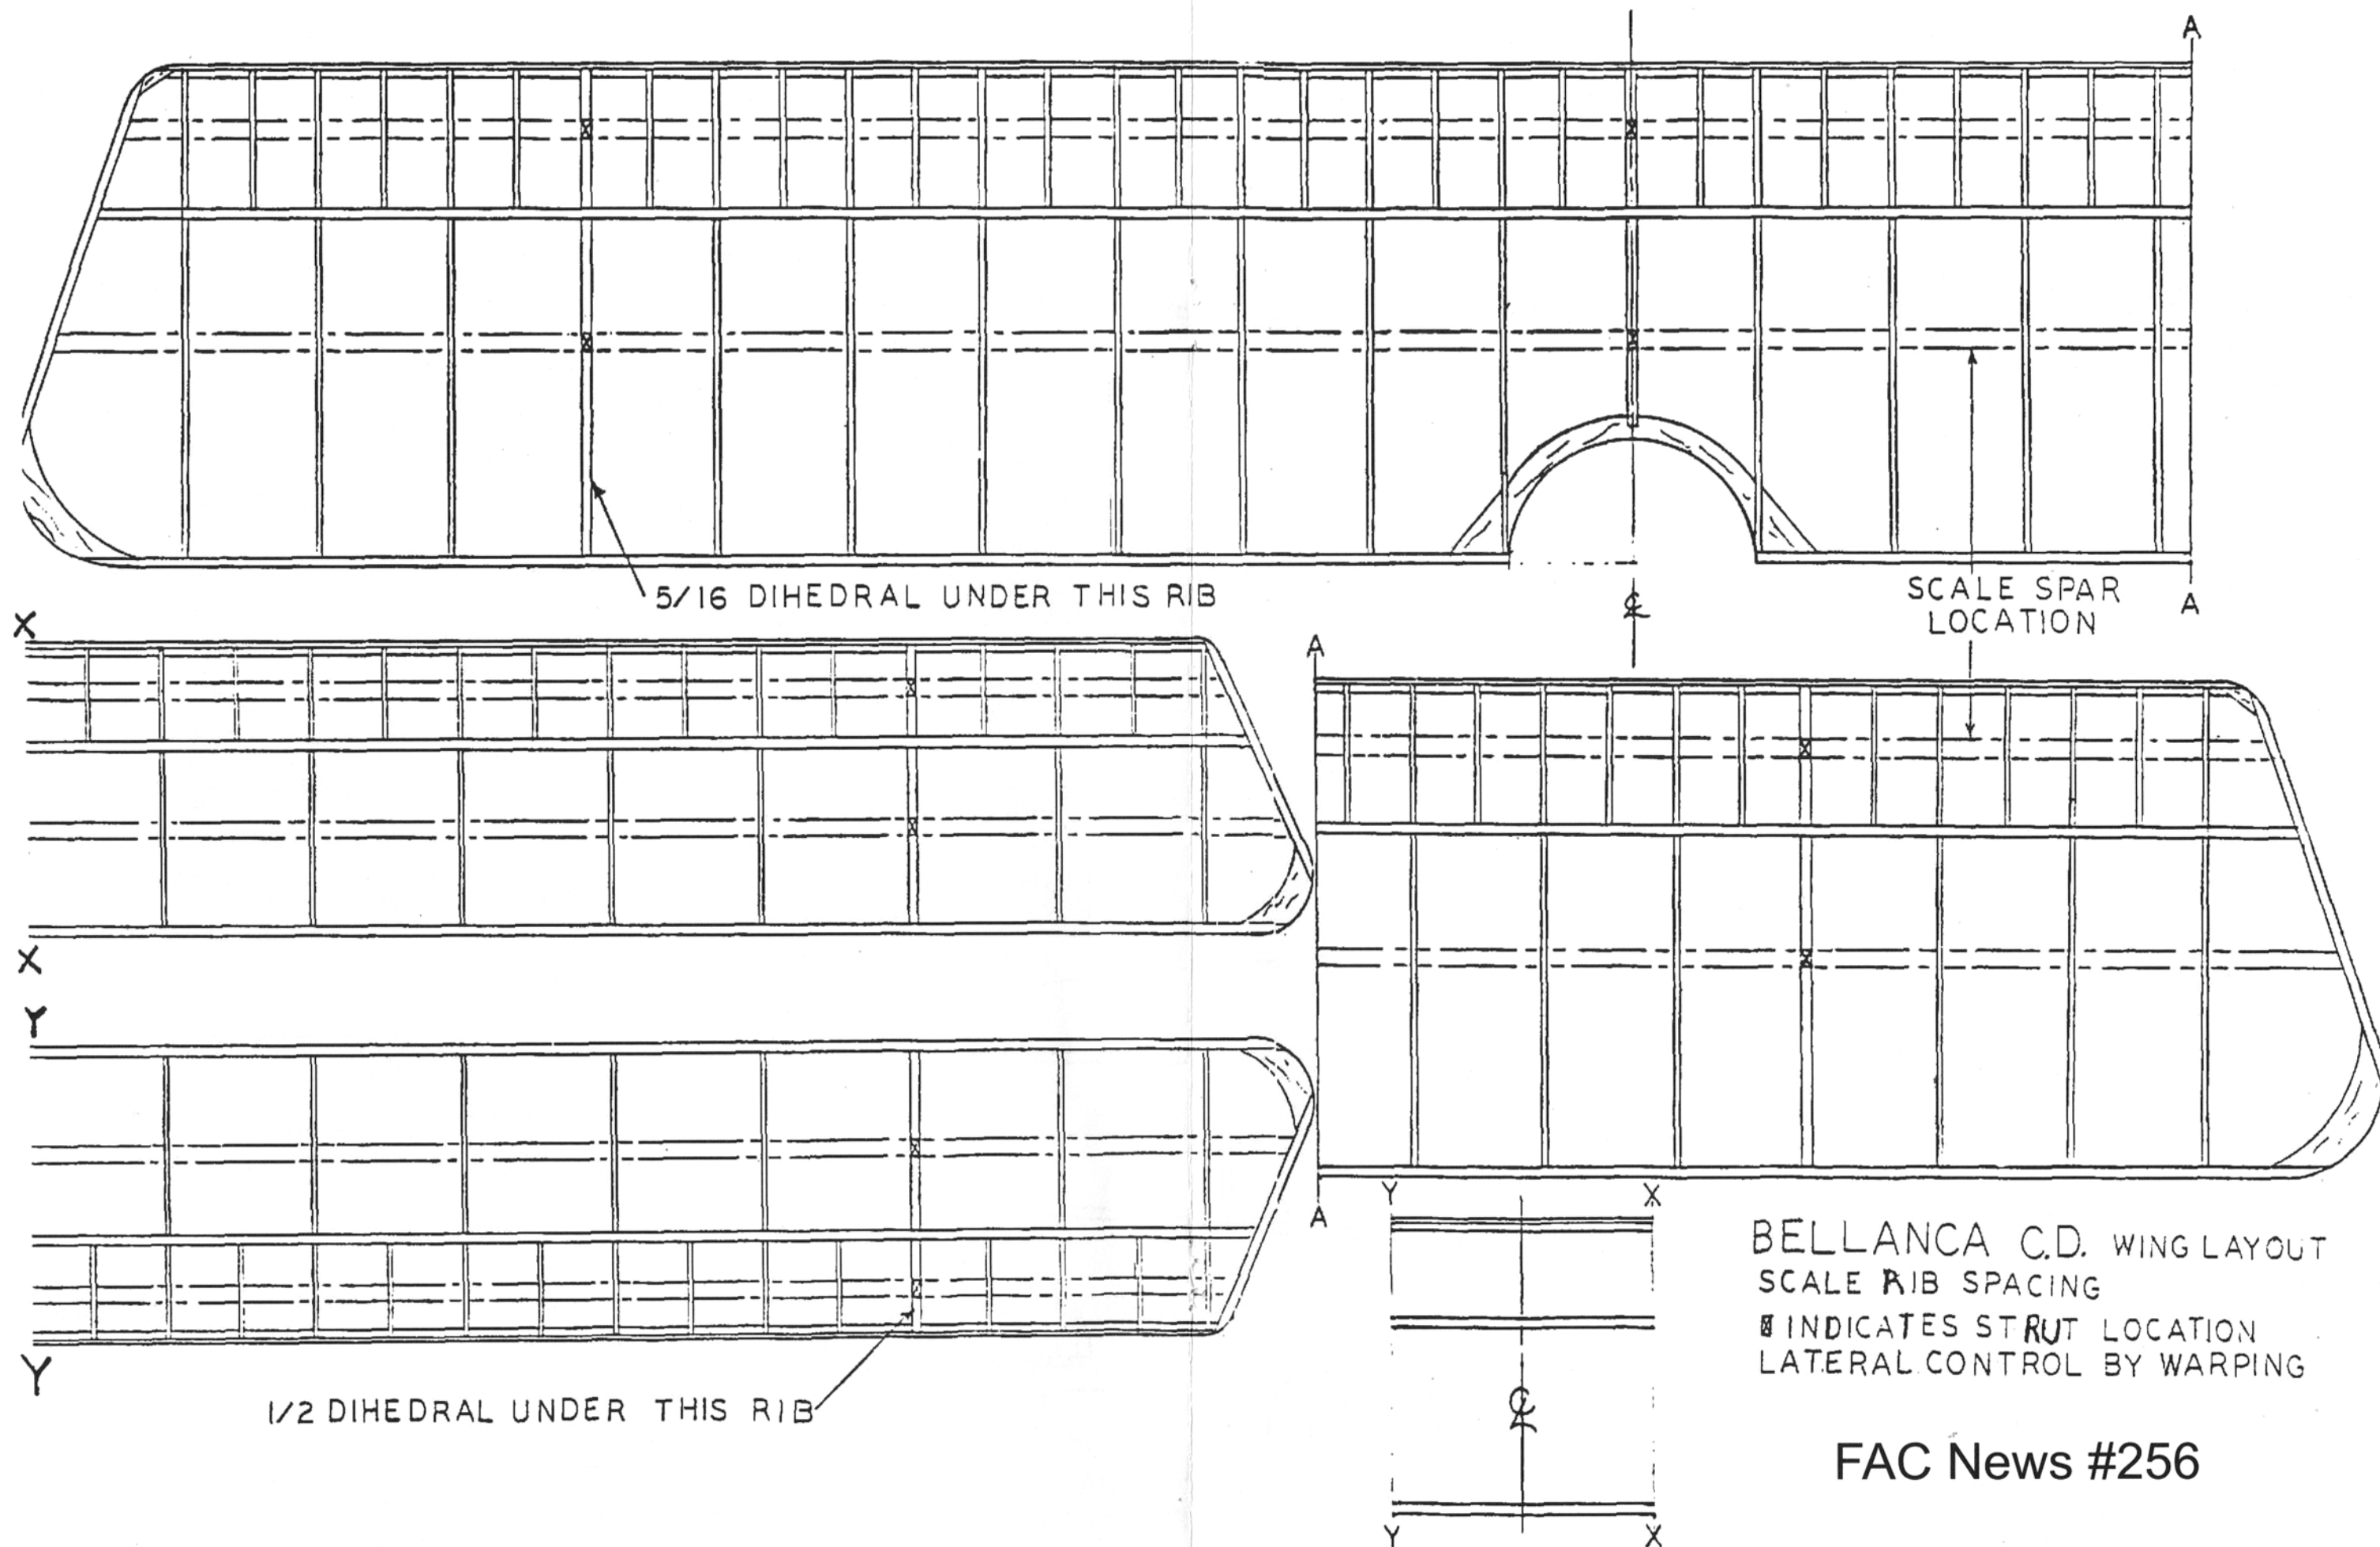 A
5/16 DIHEDRAL UNDER THIS RIB
℄
SCALE SPAR
LOCATION
A
X
A
X
Y
A
Y
1/2 DIHEDRAL UNDER THIS RIB
Y
X
℄
Y
X
BELLANCA C.D. WING LAYOUT
SCALE RIB SPACING
INDICATES STRUT LOCATION
LATERAL CONTROL BY WARPING
FAC News #256